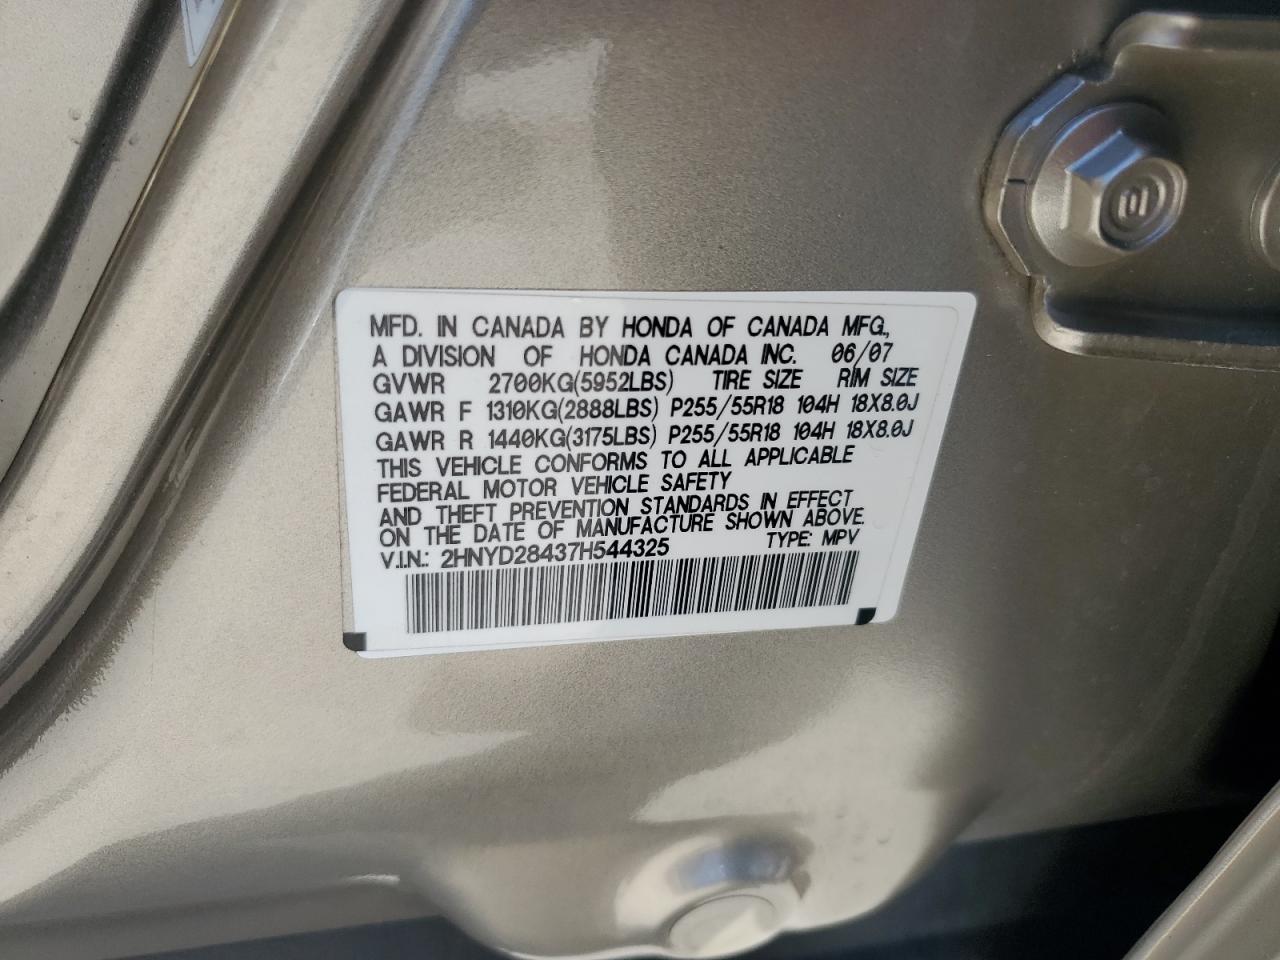 MFD. IN CANADA BY HONDA OF CANADA MFG.,
A DIVISION OF HONDA CANADA INC. 06/07
GVWR 2700KG(5952LBS) TIRE SIZE RIM SIZE
GAWR F 1310KG(2888LBS) P255/55R18 104H 18X8.0J
GAWR R 1440KG(3175LBS) P255/55R18 104H 18X8.0J
THIS VEHICLE CONFORMS TO ALL APPLICABLE
FEDERAL MOTOR VEHICLE SAFETY
AND THEFT PREVENTION STANDARDS IN EFFECT
ON THE DATE OF MANUFACTURE SHOWN ABOVE.
V.I.N.: 2HNYD28437H544325 TYPE: MPV